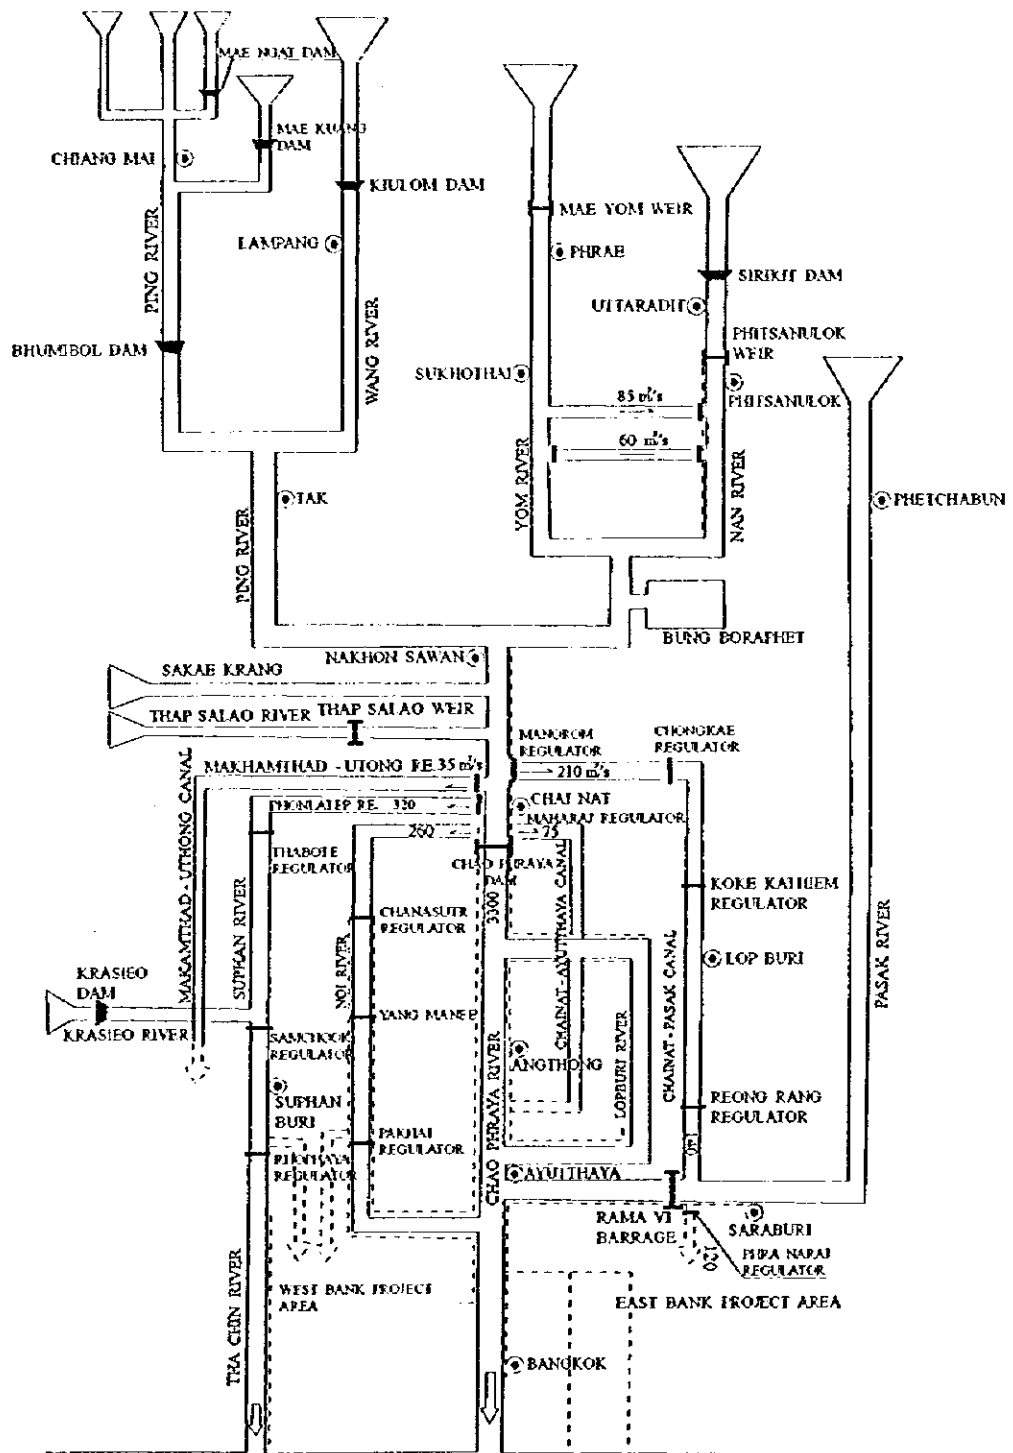 MAE NGAT DAM
MAE KUANG
DAM
CHIANG MAI
KIULOM DAM
LAMPANG
PING RIVER
WANG RIVER
BHUMIBOL DAM
MAE YOM WEIR
PHRAE
SIRIKIT DAM
UTTARADIT
PHITSANULOK
WEIR
SUKHOTHAI
85 m³/s
PHITSANULOK
60 m³/s
YOM RIVER
NAN RIVER
TAK
PHETCHABUN
PING RIVER
BUNG BORAPHET
NAKHON SAWAN
SAKAE KRANG
THAP SALAO RIVER
THAP SALAO WEIR
MANOROM
REGULATOR
CHONGKAE
REGULATOR
MAKHAMTHAD - UTONG RE. 35 m³/s
210 m³/s
PHONLATEP RE. 320
CHAI NAT
MAHARAJ REGULATOR
260
75
THABOTE
REGULATOR
CHAO PHRAYA
DAM
3300
MAKAMTHAD - UTHONG CANAL
SUPHAN RIVER
CHANASUTR
REGULATOR
NOI RIVER
CHAINAT - AYUTTHAYA CANAL
KOKE KATHIEM
REGULATOR
LOP BURI
PASAK RIVER
KRASIEO
DAM
KRASIEO RIVER
YANG MANEE
SAMCHOOK
REGULATOR
ANGTHONG
LOPBURI RIVER
CHAINAT - PASAK CANAL
CHAO PHRAYA RIVER
SUPHAN
BURI
REONG RANG
REGULATOR
PAKHAI
REGULATOR
PHOPHAYA
REGULATOR
AYUTTHAYA
RAMA VI
BARRAGE
SARABURI
PHRA NARAI
REGULATOR
120
WEST BANK PROJECT
AREA
EAST BANK PROJECT AREA
THA CHIN RIVER
BANGKOK